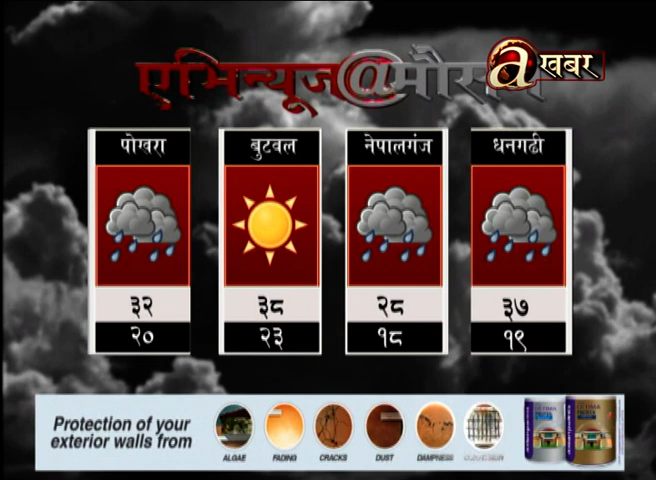 एभिन्यूज@मौसम
a खबर
पोखरा
३२
२०
बुटवल
३८
२३
नेपालगंज
२८
१८
धनगढी
३७
१९
Protection of your
exterior walls from
ALGAE
FADING
CRACKS
DUST
DAMPNESS